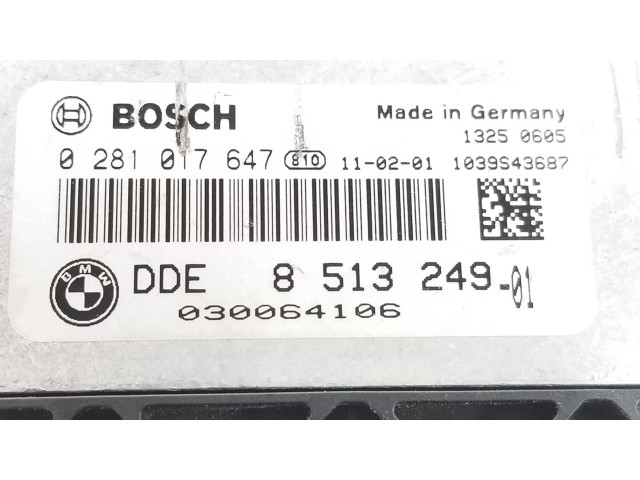 BOSCH Made in Germany
1325 0605
0 281 017 647 810 11-02-01 1039S43687
BMW DDE 8 513 249-01
030064106